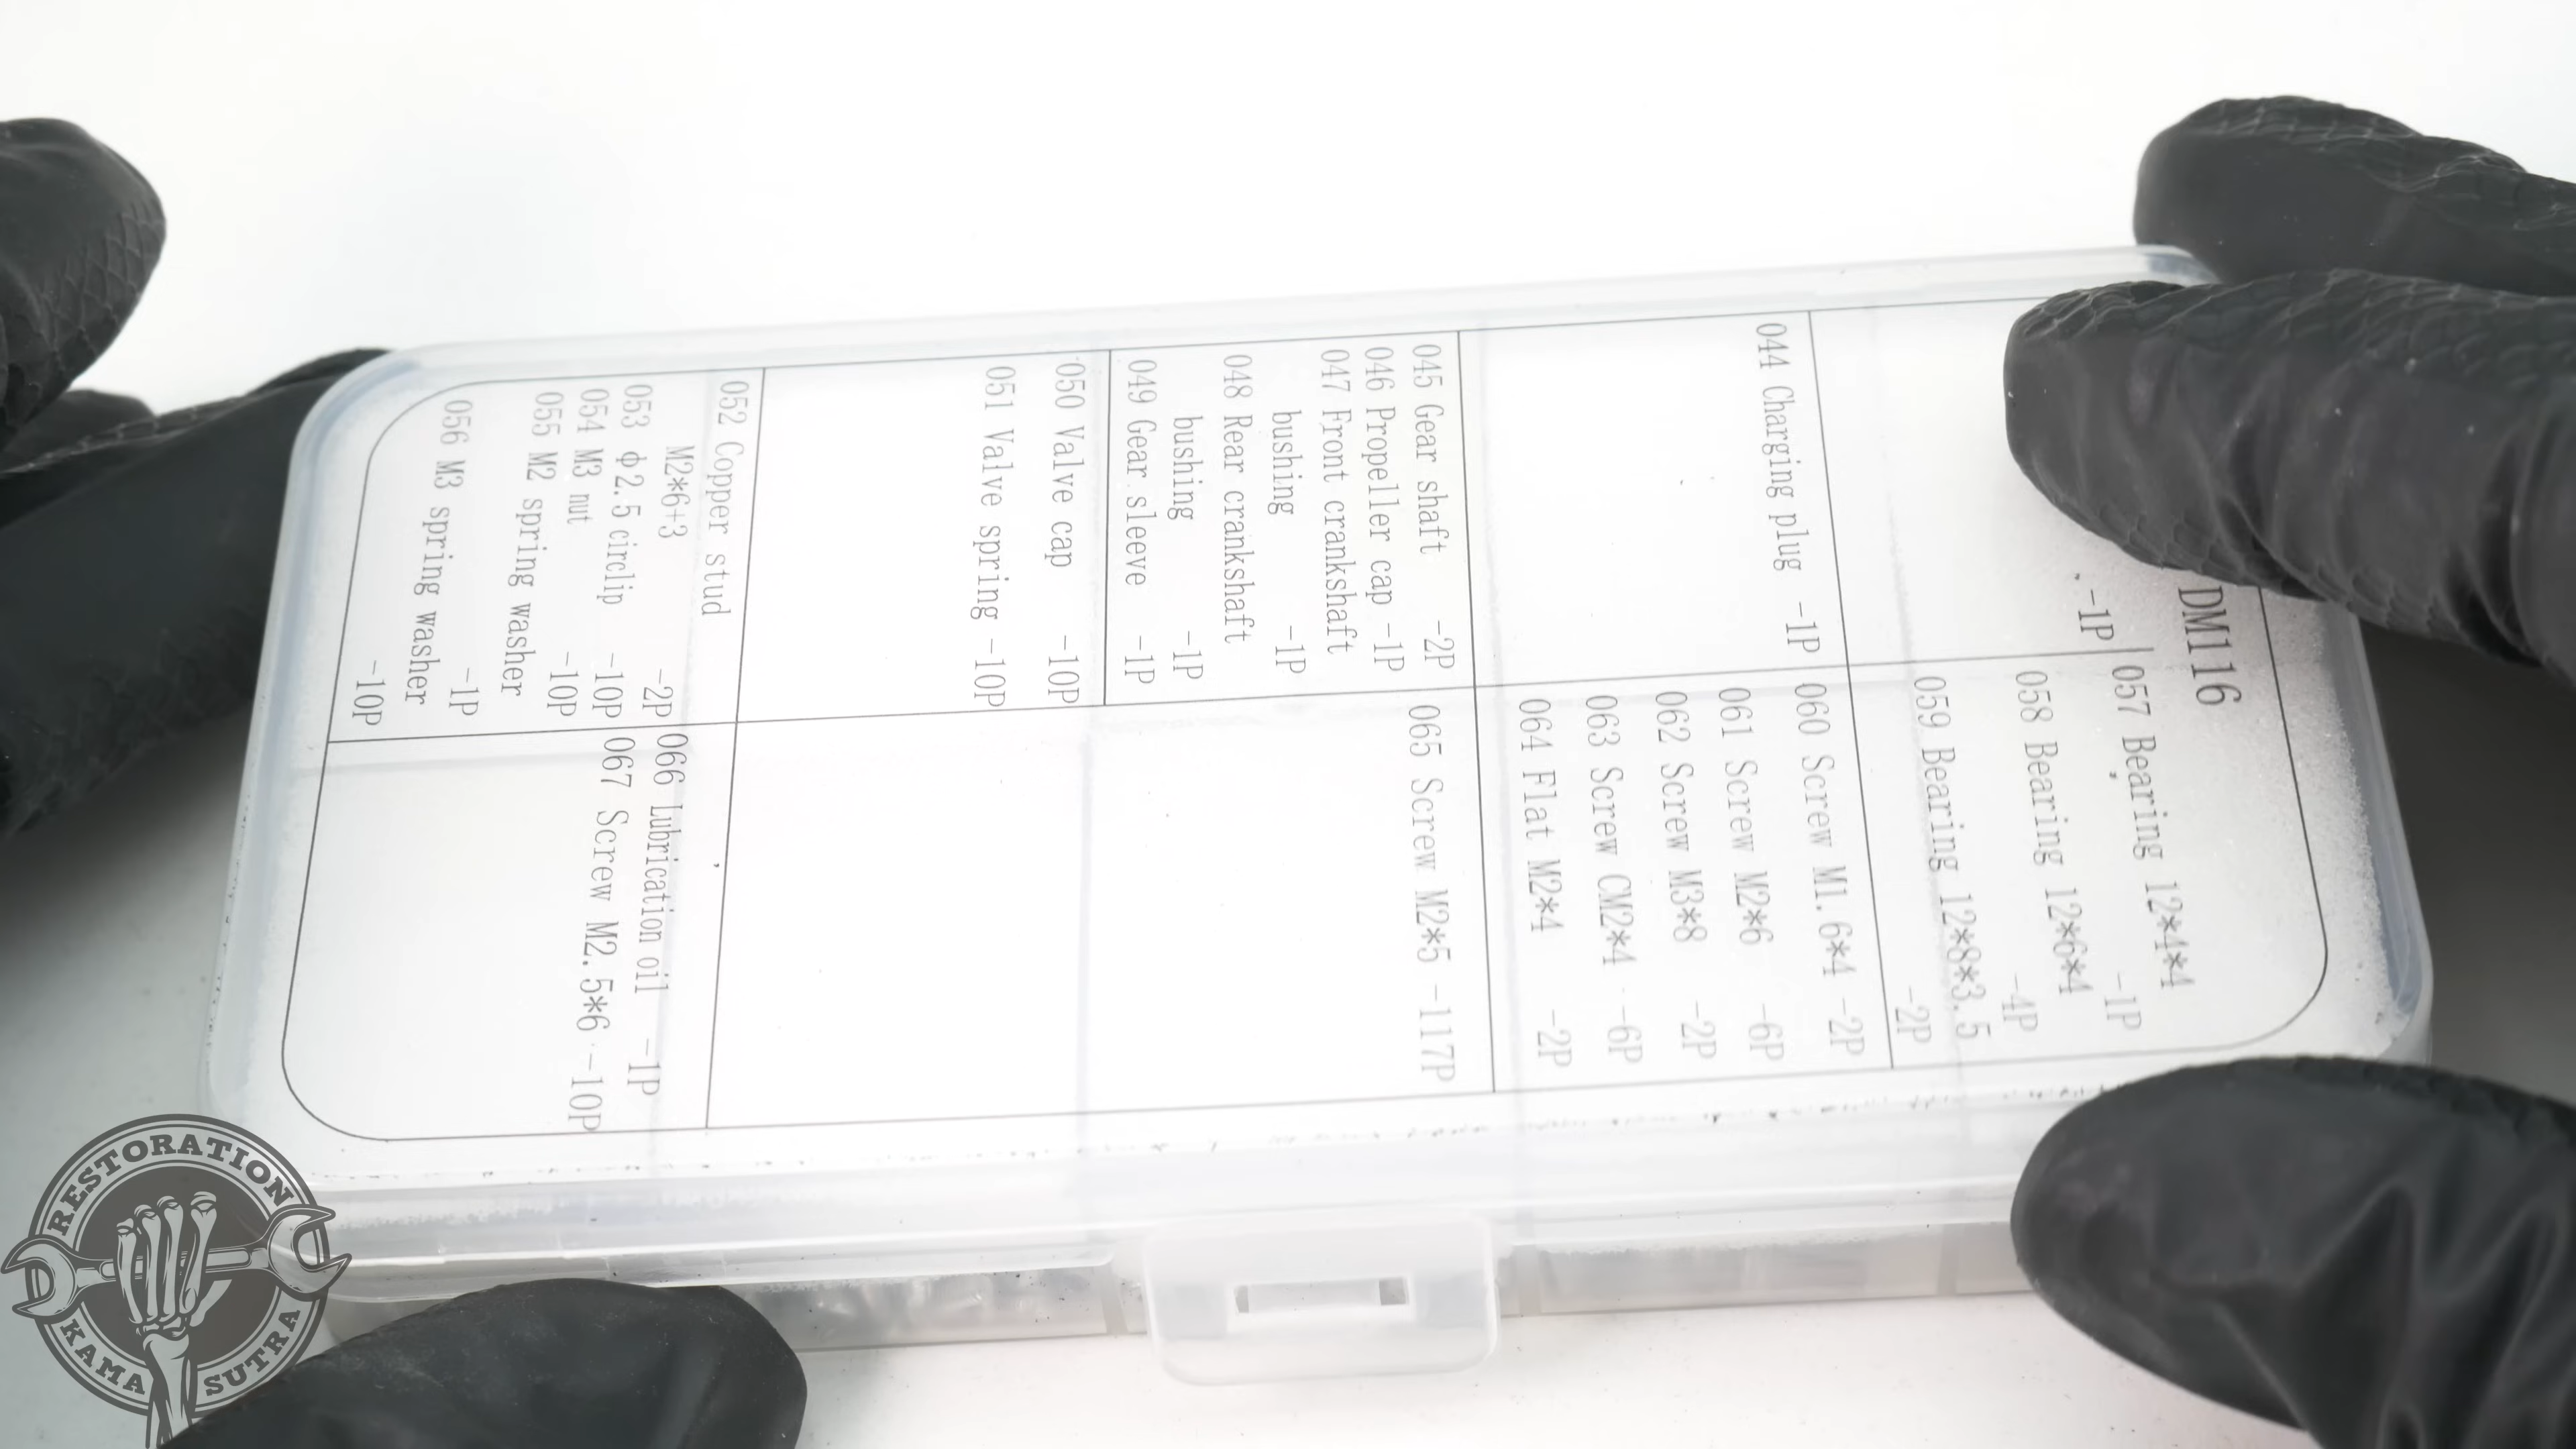 DM116
-1P
044 Charging plug -1P
045 Gear shaft -2P
046 Propeller cap -1P
047 Front crankshaft
bushing -1P
048 Rear crankshaft
bushing -1P
049 Gear sleeve -1P
050 Valve cap -10P
051 Valve spring -10P
052 Copper stud
M2*6+3 -2P
053 φ2.5 circlip -10P
054 M3 nut -10P
055 M2 spring washer
-1P
056 M3 spring washer
-10P
057 Bearing 12*4*4
-1P
058 Bearing 12*6*4
-4P
059 Bearing 12*8*3.5
-2P
060 Screw M1.6*4 -2P
061 Screw M2*6 -6P
062 Screw M3*8 -2P
063 Screw CM2*4 -6P
064 Flat M2*4 -2P
065 Screw M2*5 -117P
066 Lubrication oil -1P
067 Screw M2.5*6 -10P
RESTORATION
KAMA SUTRA